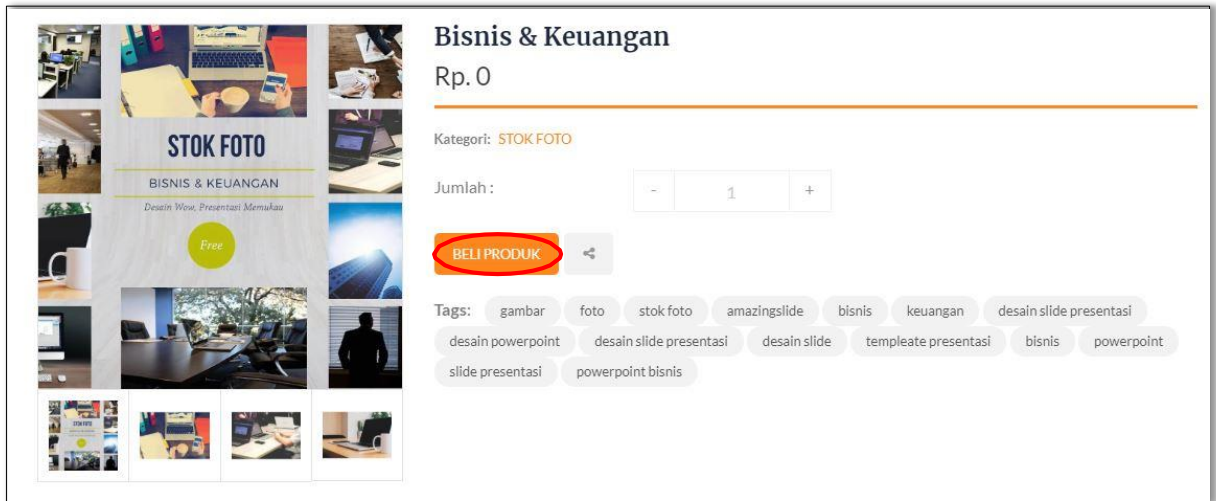 Bisnis & Keuangan
Rp. 0
Kategori: STOK FOTO
Jumlah :
- 1 +
BELI PRODUK
Tags: gambar foto stok foto amazingslide bisnis keuangan desain slide presentasi
desain powerpoint desain slide presentasi desain slide templeate presentasi bisnis powerpoint
slide presentasi powerpoint bisnis
STOK FOTO
BISNIS & KEUANGAN
Desain Wow, Presentasi Memukau
Free
STOK FOTO